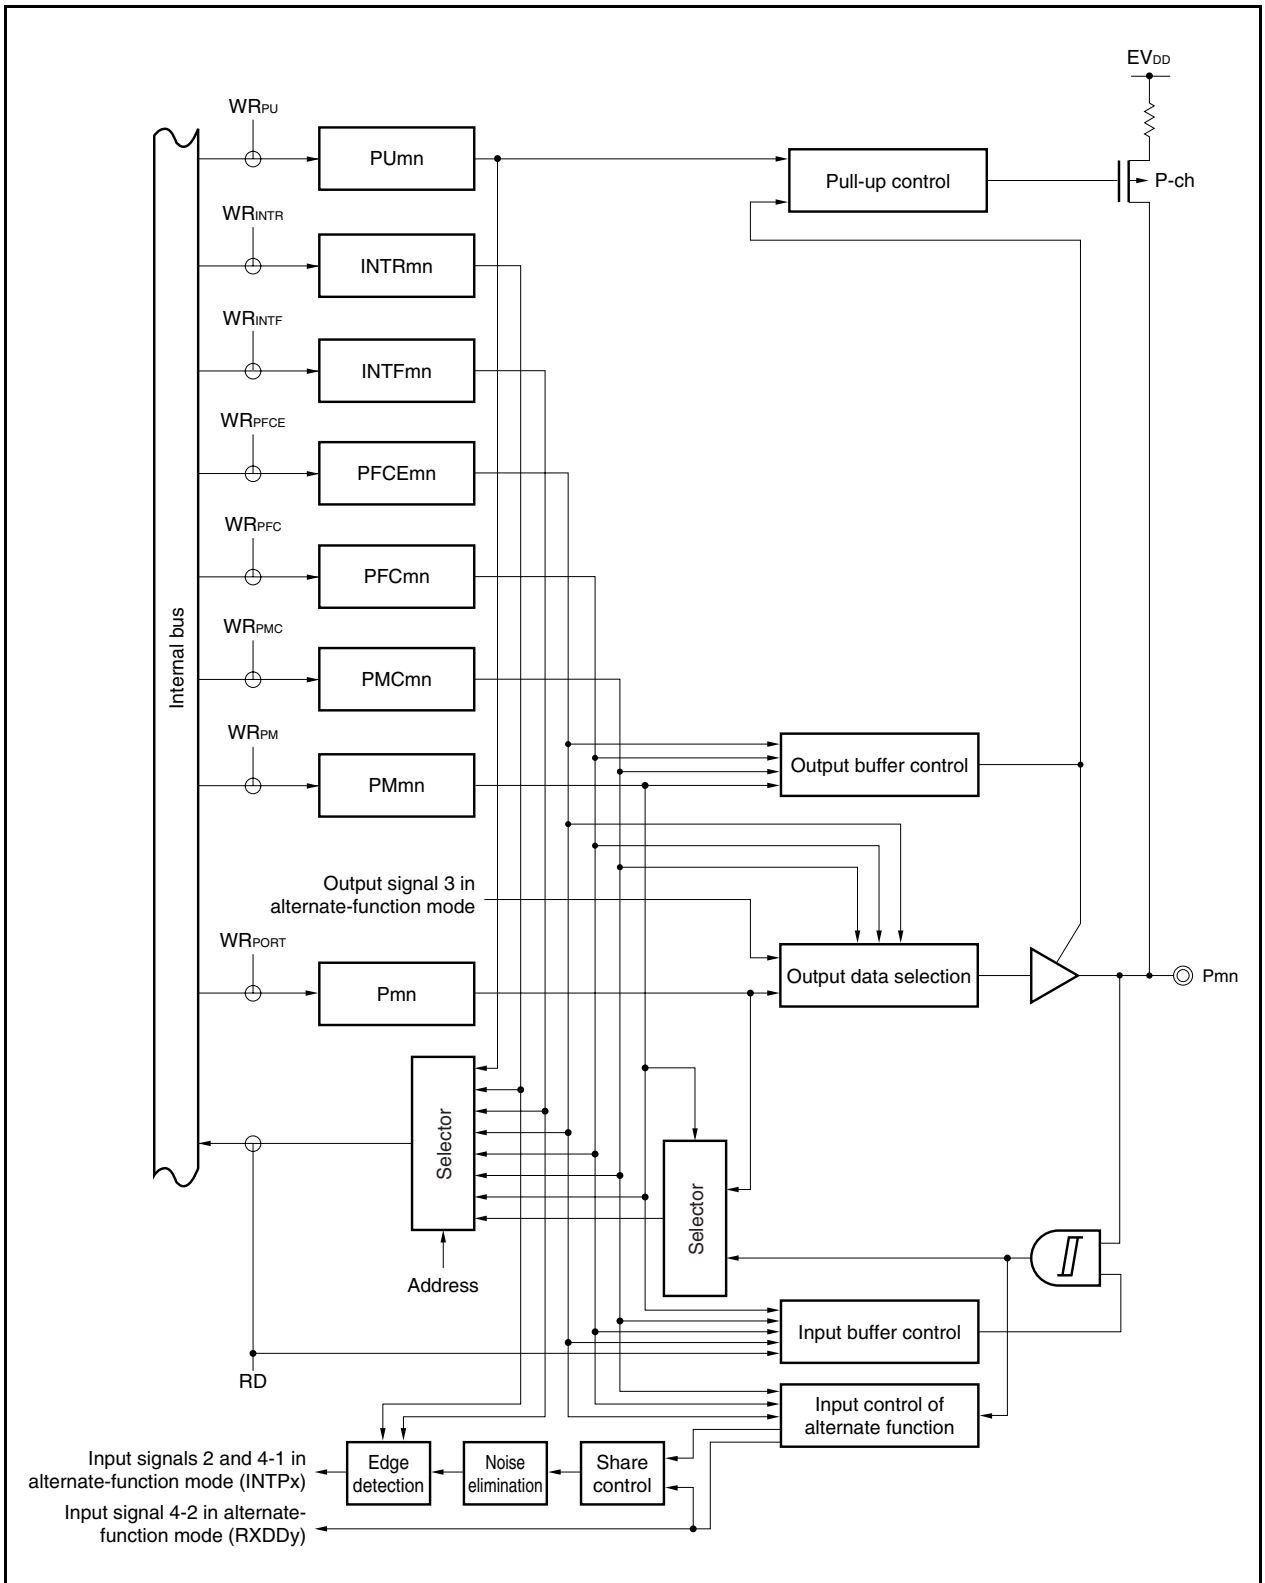 EVDD
WRPU
PUmn
Pull-up control
P-ch
WRINTR
INTRmn
WRINTF
INTFmn
WRPFCE
PFCEmn
WRPFC
PFCmn
Internal bus
WRPMC
PMCmn
WRPM
PMmn
Output buffer control
Output signal 3 in
alternate-function mode
WRPORT
Pmn
Output data selection
Pmn
Selector
Selector
Address
Input buffer control
RD
Input control of
alternate function
Input signals 2 and 4-1 in
alternate-function mode (INTPx)
Edge
detection
Noise
elimination
Share
control
Input signal 4-2 in alternate-
function mode (RXDDy)